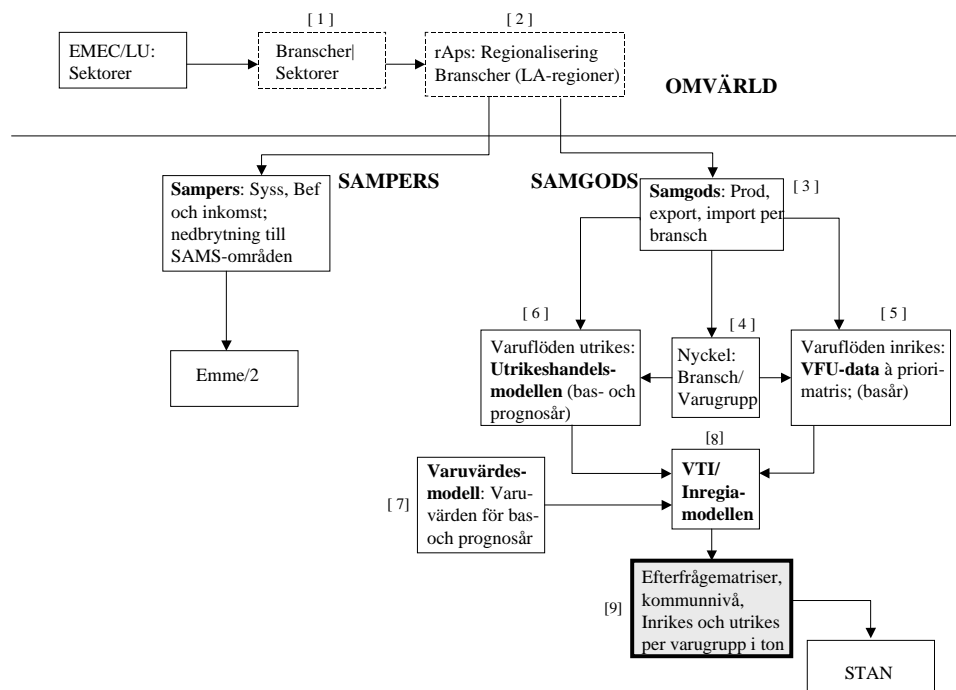 [ 1 ]
[ 2 ]
EMEC/LU:
Sektorer
Branscher|
Sektorer
rAps: Regionalisering
Branscher (LA-regioner)
OMVÄRLD
SAMPERS
SAMGODS
Sampers: Syss, Bef
och inkomst;
nedbrytning till
SAMS-områden
Samgods: Prod,
export, import per
bransch
[ 3 ]
[ 6 ]
[ 4 ]
[ 5 ]
Emme/2
Varuflöden utrikes:
Utrikeshandels-
modellen (bas- och
prognosår)
Nyckel:
Bransch/
Varugrupp
Varuflöden inrikes:
VFU-data à priori-
matris; (basår)
[8]
[ 7 ]
Varuvärdes-
modell: Varu-
värden för bas-
och prognosår
VTI/
Inregia-
modellen
[9]
Efterfrågematriser,
kommunnivå,
Inrikes och utrikes
per varugrupp i ton
STAN